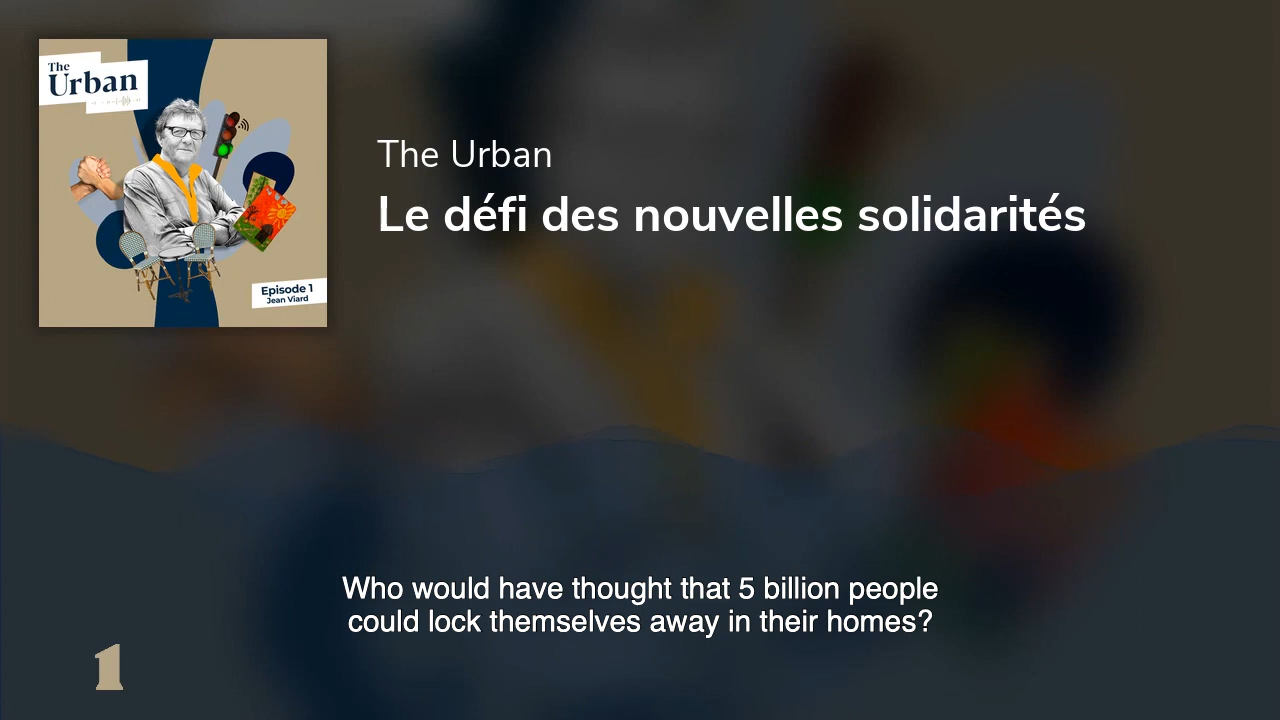 The
Urban
Episode 1
Jean Viard
The Urban
Le défi des nouvelles solidarités
Who would have thought that 5 billion people
could lock themselves away in their homes?
1